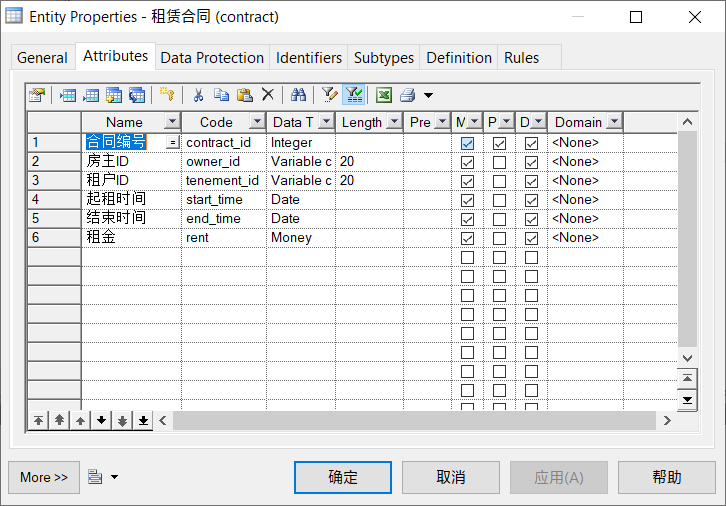 Entity Properties - 租赁合同 (contract)
General Attributes Data Protection Identifiers Subtypes Definition Rules
Name Code Data T Length Pre M P D Domain
1 合同编号 = contract_id Integer <None>
2 房主ID owner_id Variable c 20 <None>
3 租户ID tenement_id Variable c 20 <None>
4 起租时间 start_time Date <None>
5 结束时间 end_time Date <None>
6 租金 rent Money <None>
More >> 确定 取消 应用(A) 帮助